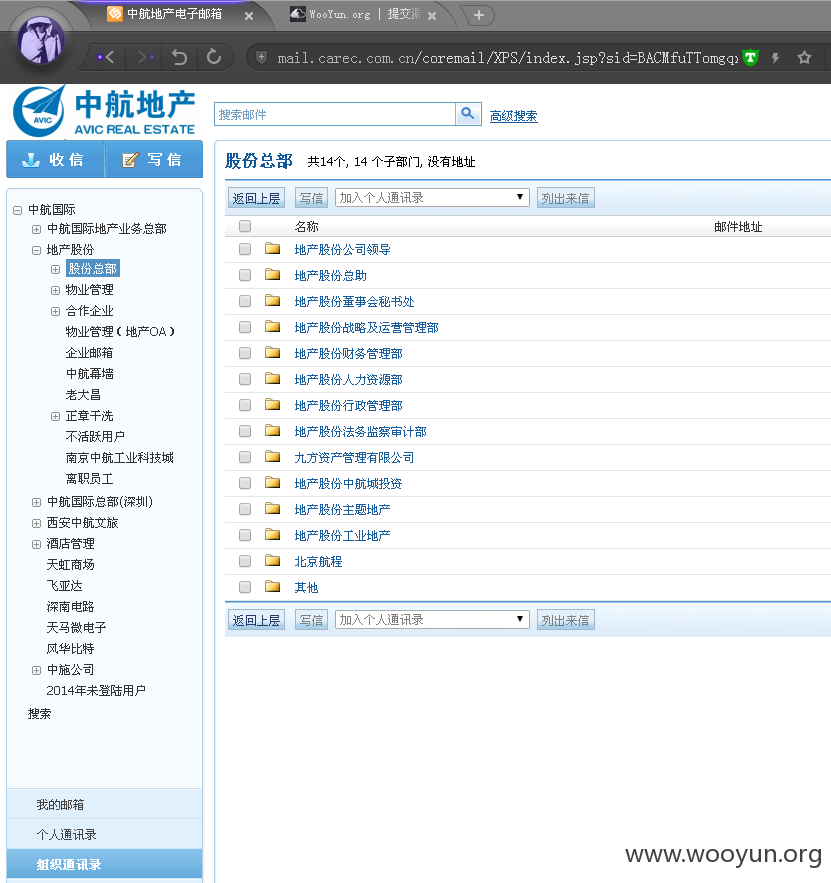 中航地产电子邮箱
WooYun.org | 提交
mail.carec.com.cn/coremail/XPS/index.jsp?sid=BACMfuTTomgqx
中航地产
AVIC
AVIC REAL ESTATE
搜索邮件
高级搜索
收信
写信
中航国际
中航国际地产业务总部
地产股份
股份总部
物业管理
合作企业
物业管理(地产OA)
企业邮箱
中航幕墙
老大昌
正章干洗
不活跃用户
南京中航工业科技城
离职员工
中航国际总部(深圳)
西安中航文旅
酒店管理
天虹商场
飞亚达
深南电路
天马微电子
风华比特
中施公司
2014年未登陆用户
搜索
我的邮箱
个人通讯录
组织通讯录
股份总部 共14个, 14 个子部门, 没有地址
返回上层 写信 加入个人通讯录 列出来信
名称 邮件地址
地产股份公司领导
地产股份总助
地产股份董事会秘书处
地产股份战略及运营管理部
地产股份财务管理部
地产股份人力资源部
地产股份行政管理部
地产股份法务监察审计部
九方资产管理有限公司
地产股份中航城投资
地产股份主题地产
地产股份工业地产
北京航程
其他
返回上层 写信 加入个人通讯录 列出来信
www.wooyun.org